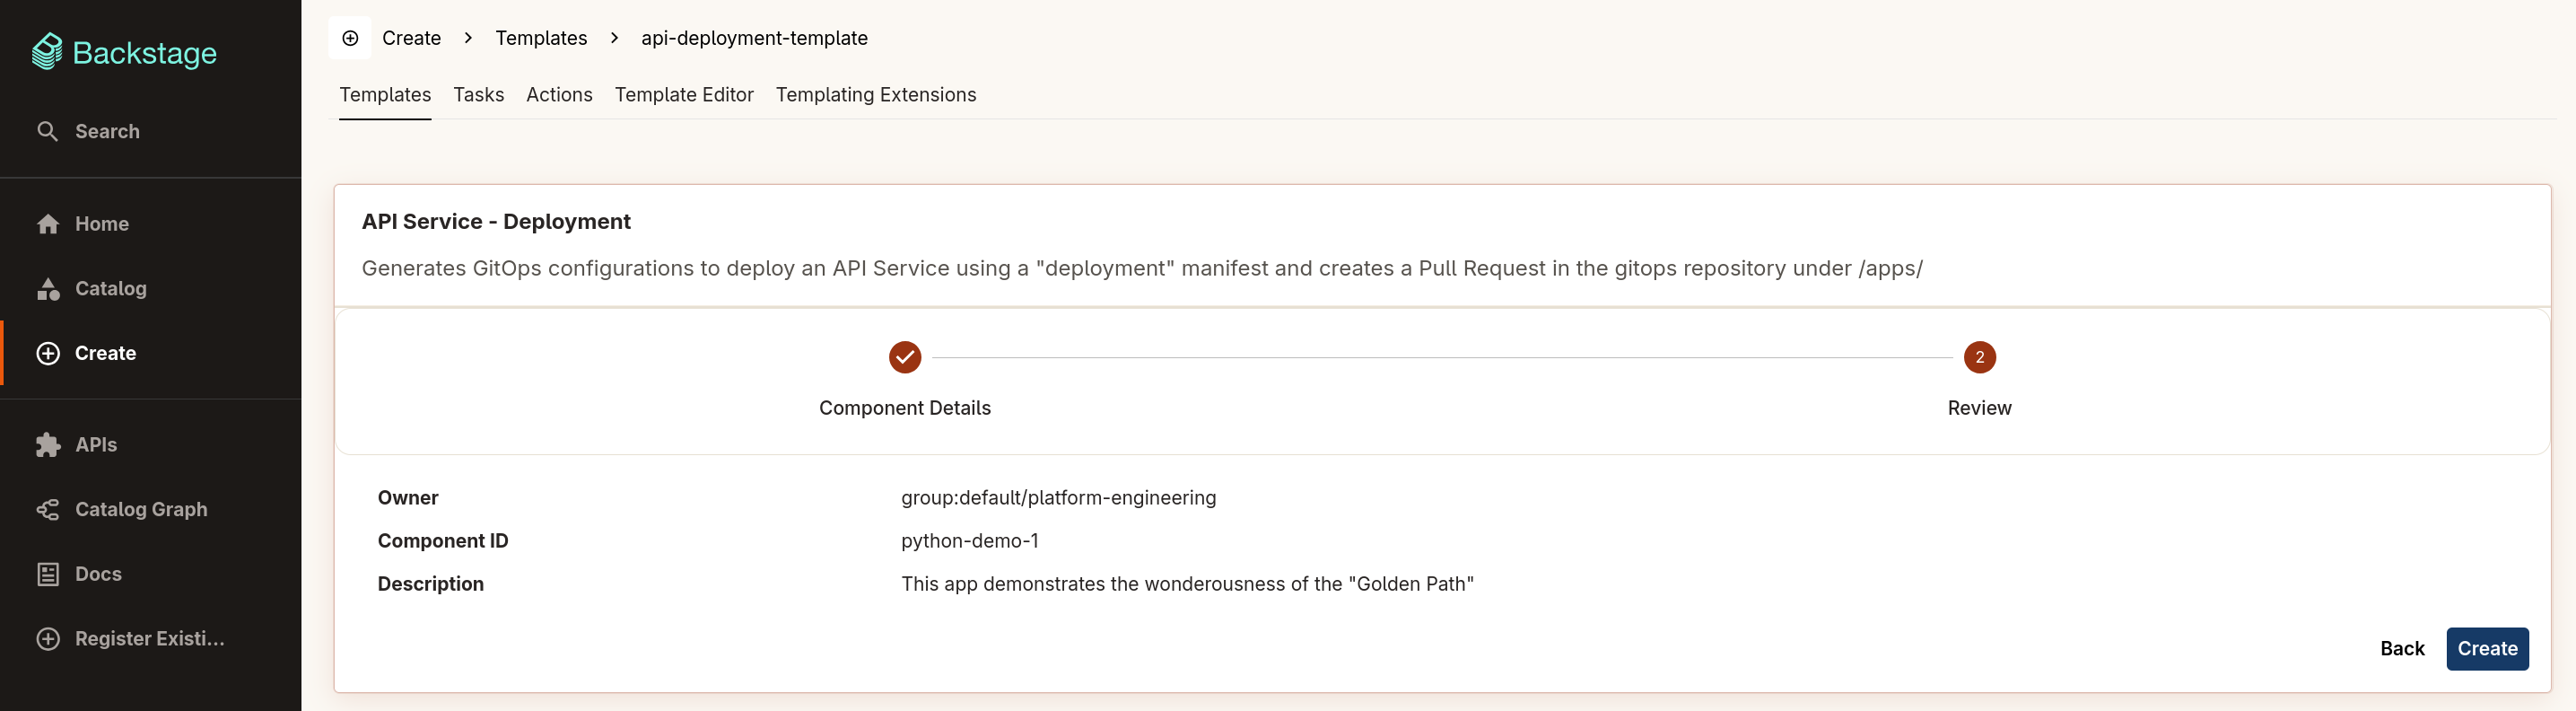 Backstage
Search
Home
Catalog
Create
APIs
Catalog Graph
Docs
Register Existi...
Create > Templates > api-deployment-template
Templates Tasks Actions Template Editor Templating Extensions
API Service - Deployment
Generates GitOps configurations to deploy an API Service using a "deployment" manifest and creates a Pull Request in the gitops repository under /apps/
2
Component Details Review
Owner group:default/platform-engineering
Component ID python-demo-1
Description This app demonstrates the wonderousness of the "Golden Path"
Back Create